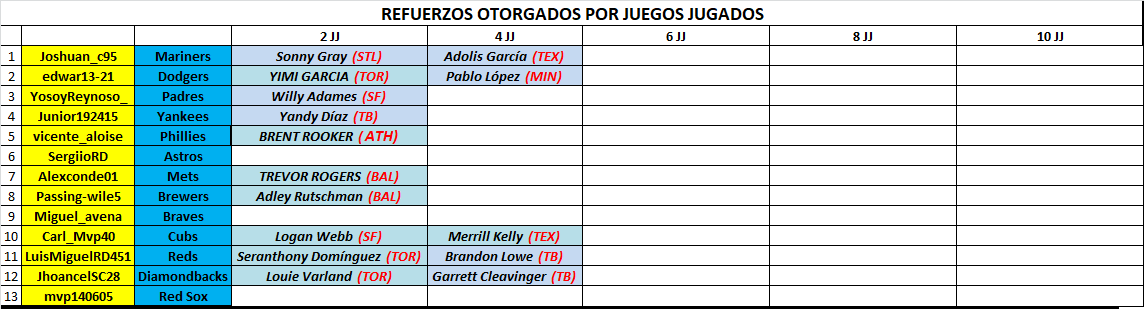 REFUERZOS OTORGADOS POR JUEGOS JUGADOS
2 JJ 4 JJ 6 JJ 8 JJ 10 JJ
1 Joshuan_c95 Mariners Sonny Gray (STL) Adolis García (TEX)
2 edwar13-21 Dodgers YIMI GARCIA (TOR) Pablo López (MIN)
3 YosoyReynoso_ Padres Willy Adames (SF)
4 Junior192415 Yankees Yandy Díaz (TB)
5 vicente_aloise Phillies BRENT ROOKER (ATH)
6 SergiioRD Astros
7 Alexconde01 Mets TREVOR ROGERS (BAL)
8 Passing-wile5 Brewers Adley Rutschman (BAL)
9 Miguel_avena Braves
10 Carl_Mvp40 Cubs Logan Webb (SF) Merrill Kelly (TEX)
11 LuisMiguelRD451 Reds Seranthony Domínguez (TOR) Brandon Lowe (TB)
12 JhoancelSC28 Diamondbacks Louie Varland (TOR) Garrett Cleavinger (TB)
13 mvp140605 Red Sox